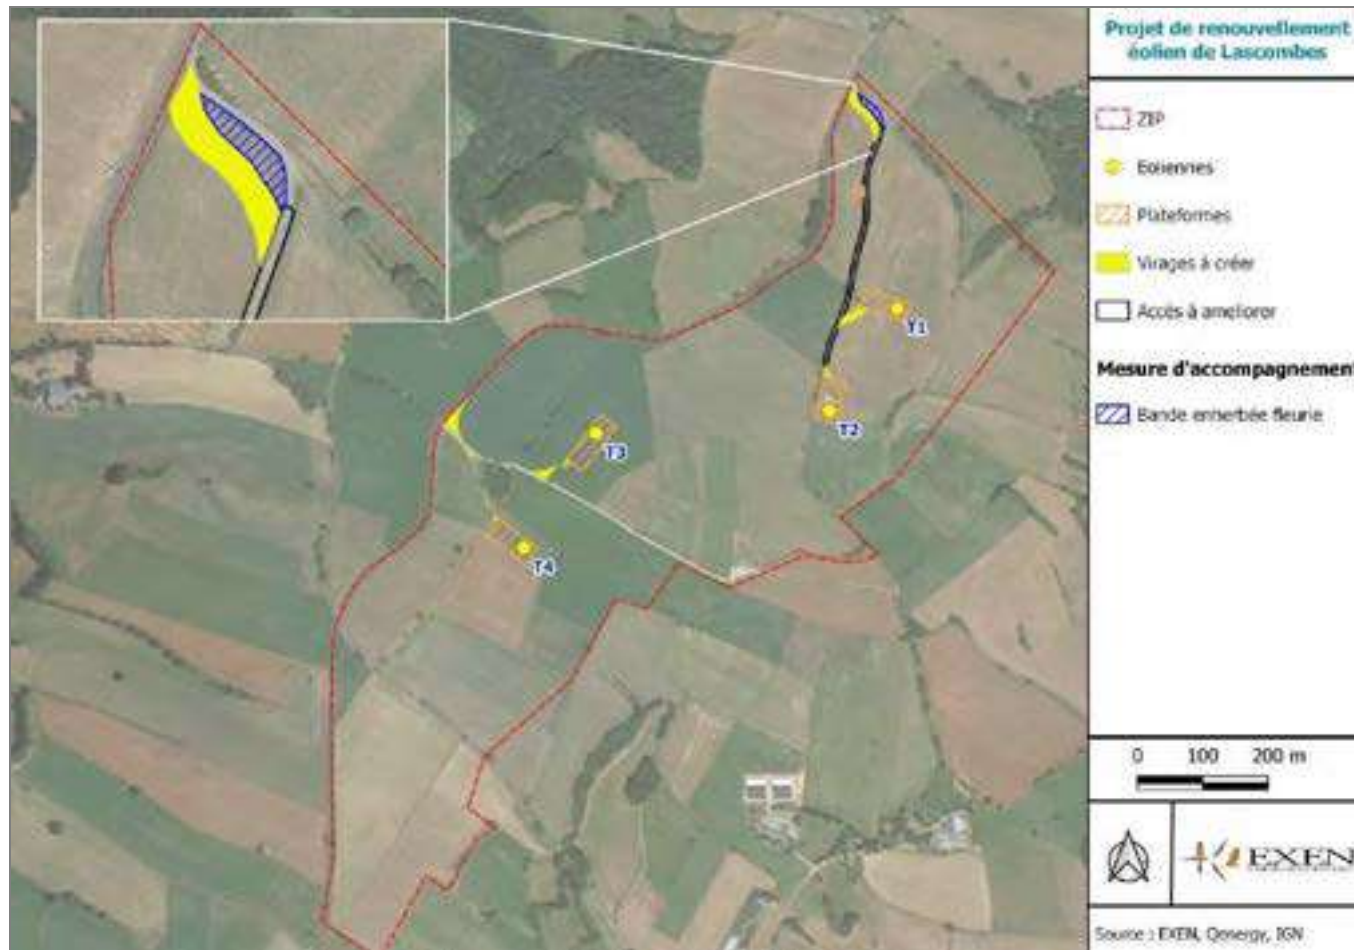 Projet de renouvellement
éolien de Lascombes
ZIP
Eoliennes
Plateformes
Virages à créer
Accès à ameliorer
Mesure d'accompagnement
Bande enherbée fleurie
T1
T2
T3
T4
0 100 200 m
EXEN
Source : EXEN, Qenergy, IGN